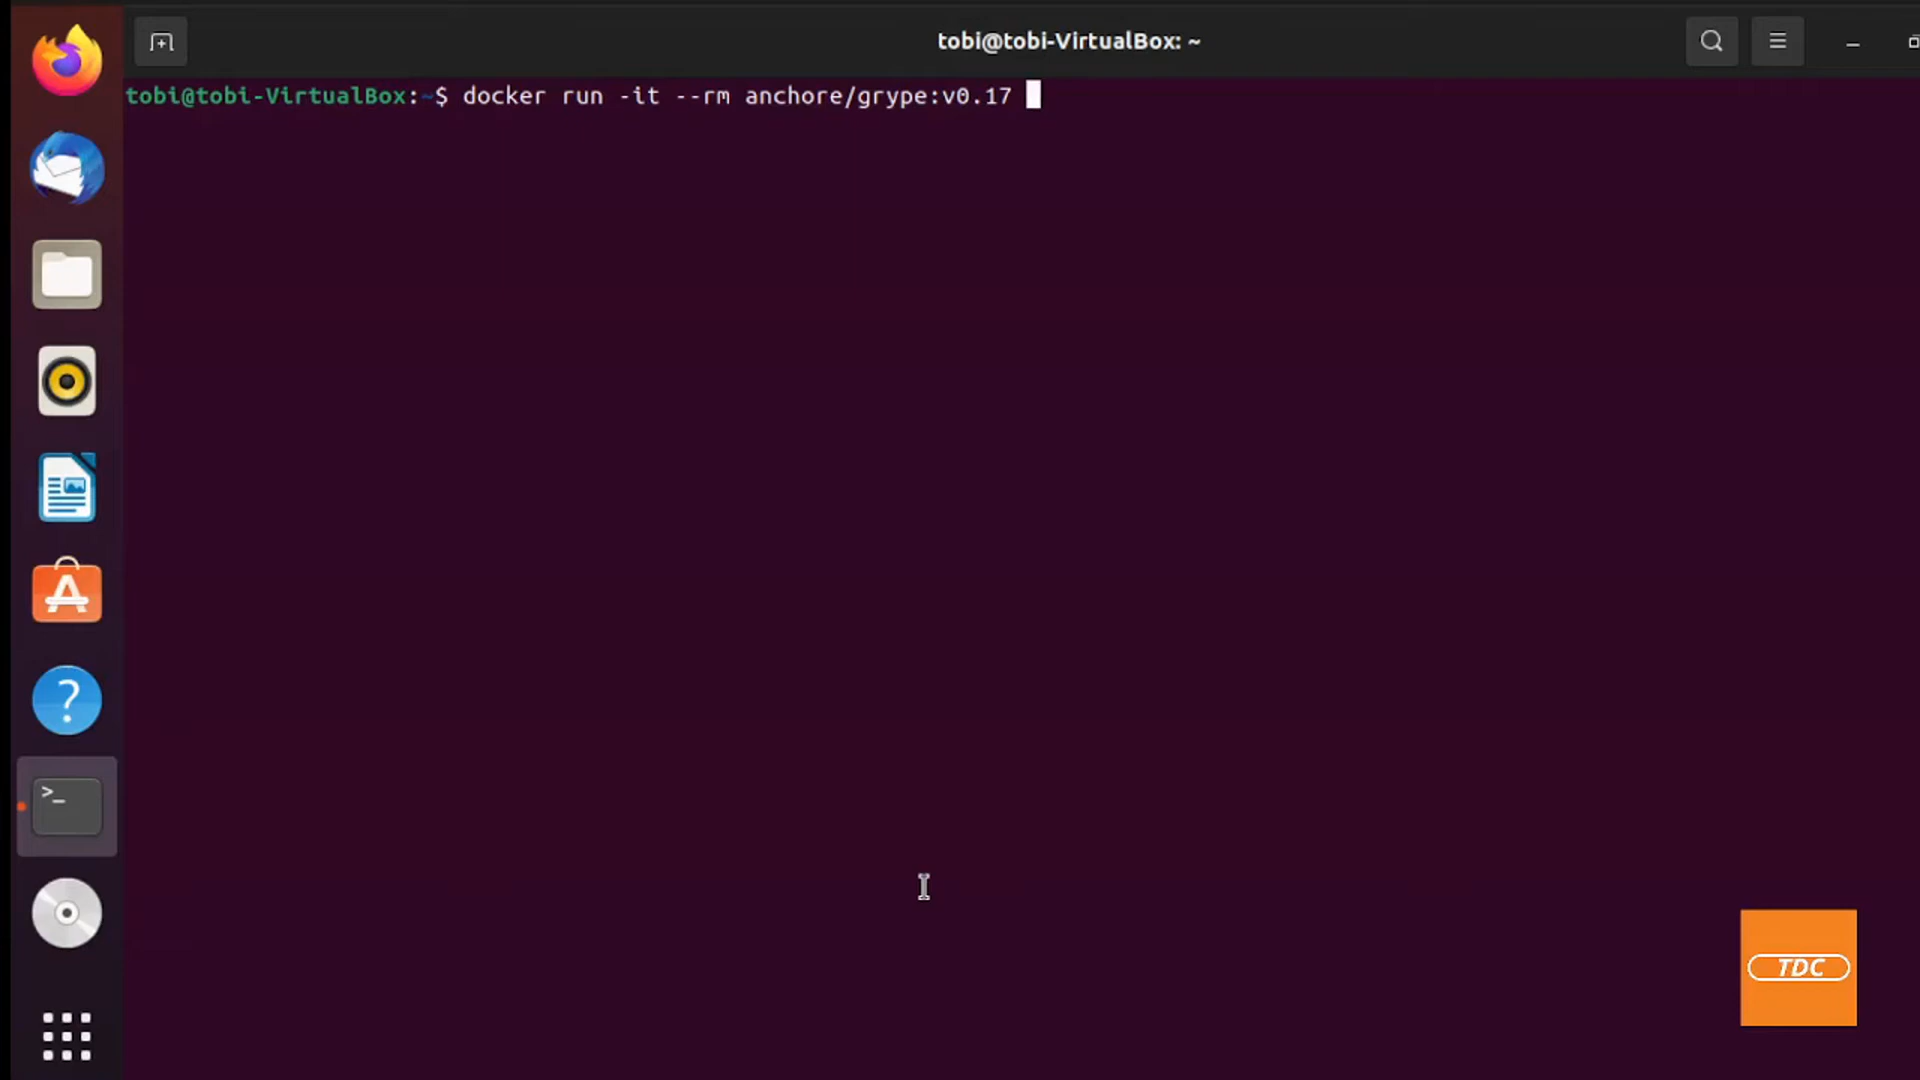 tobi@tobi-VirtualBox: ~
tobi@tobi-VirtualBox:~$ docker run -it --rm anchore/grype:v0.17
TDC